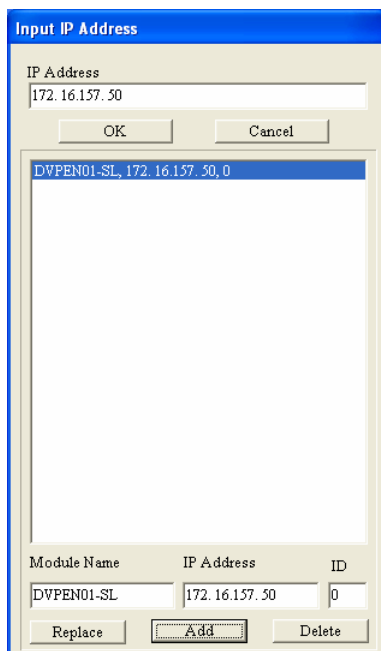 Input IP Address
IP Address
172. 16.157. 50
OK Cancel
DVPEN01-SL, 172. 16.157. 50, 0
Module Name IP Address ID
DVPEN01-SL 172. 16.157. 50 0
Replace Add Delete